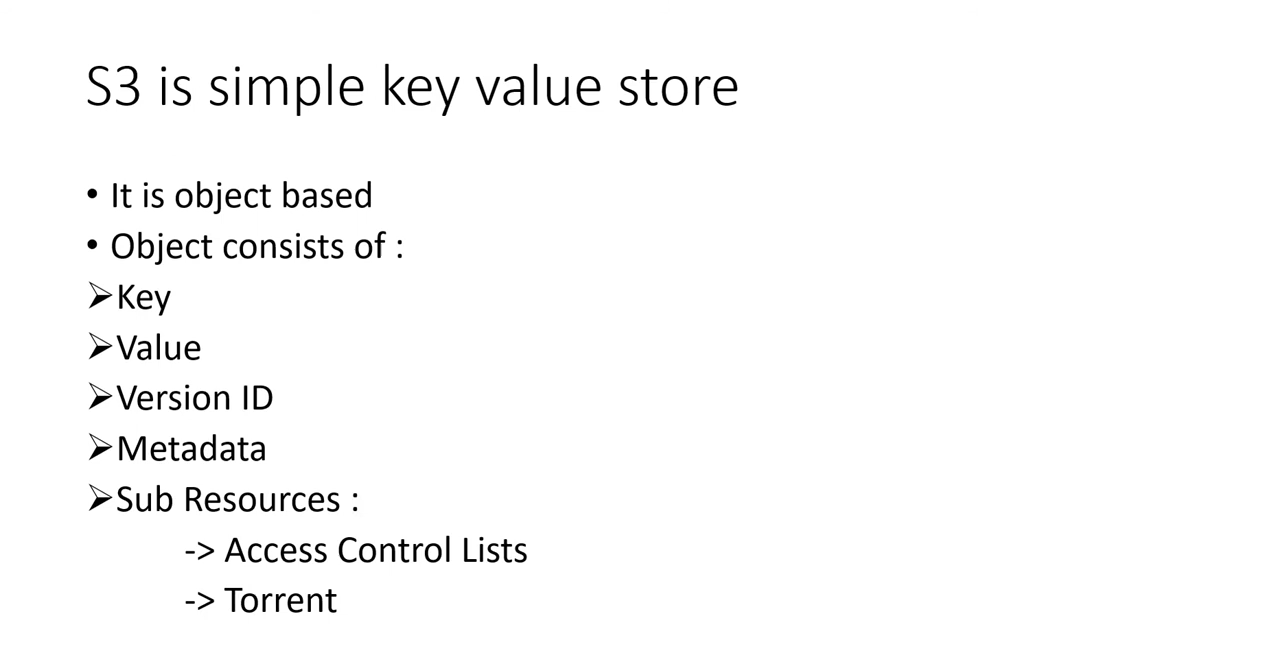 S3 is simple key value store
• It is object based
• Object consists of :
➢Key
➢Value
➢Version ID
➢Metadata
➢Sub Resources :
-> Access Control Lists
-> Torrent